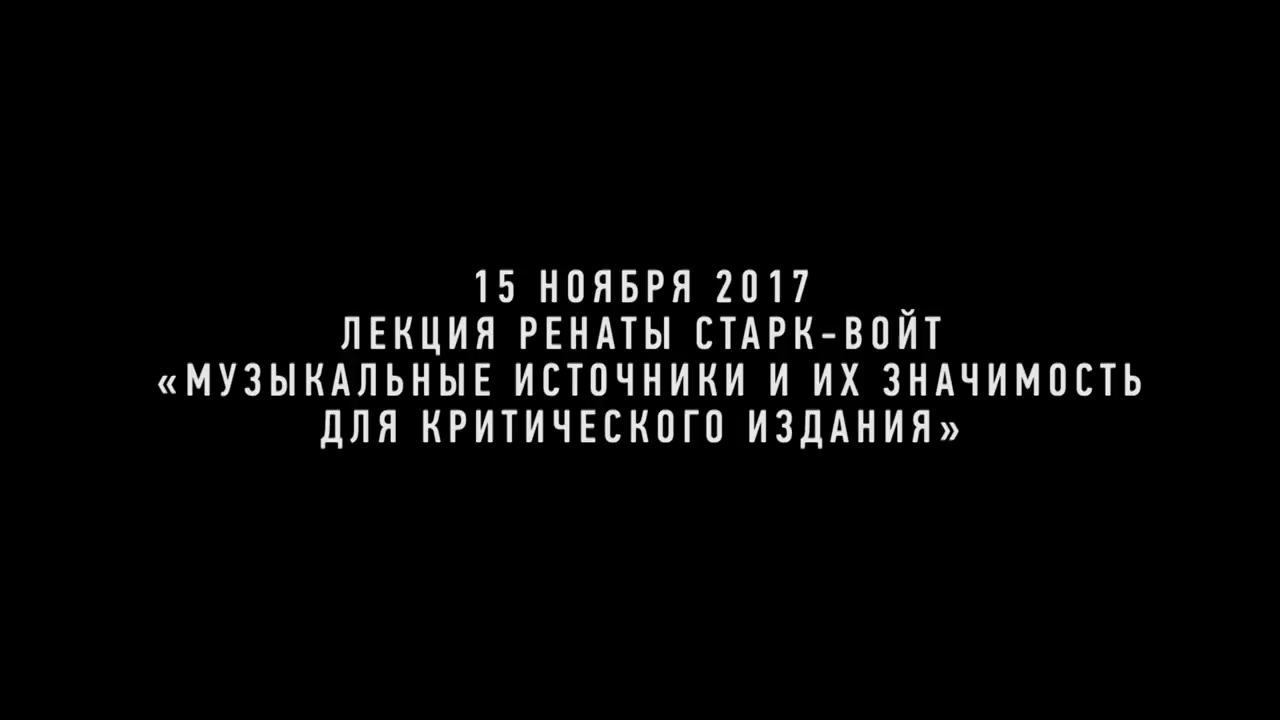 15 НОЯБРЯ 2017
ЛЕКЦИЯ РЕНАТЫ СТАРК-ВОЙТ
«МУЗЫКАЛЬНЫЕ ИСТОЧНИКИ И ИХ ЗНАЧИМОСТЬ
ДЛЯ КРИТИЧЕСКОГО ИЗДАНИЯ»